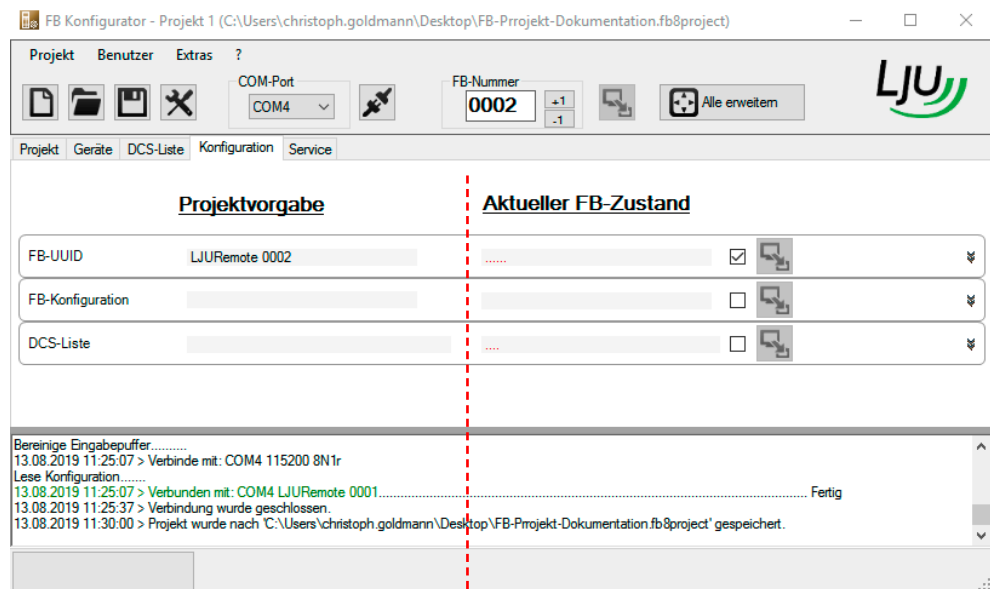 FB Konfigurator - Projekt 1 (C:\Users\christoph.goldmann\Desktop\FB-Prrojekt-Dokumentation.fb8project)
Projekt Benutzer Extras ?
COM-Port FB-Nummer
COM4 0002 +1 -1 Alle erweitern LJU
Projekt Geräte DCS-Liste Konfiguration Service
Projektvorgabe Aktueller FB-Zustand
FB-UUID LJURemote 0002 ......
FB-Konfiguration
DCS-Liste ....
Bereinige Eingabepuffer..........
13.08.2019 11:25:07 > Verbinde mit: COM4 115200 8N1r
Lese Konfiguration.......
13.08.2019 11:25:07 > Verbunden mit: COM4 LJURemote 0001........................................................................................................................ Fertig
13.08.2019 11:25:37 > Verbindung wurde geschlossen.
13.08.2019 11:30:00 > Projekt wurde nach 'C:\Users\christoph.goldmann\Desktop\FB-Prrojekt-Dokumentation.fb8project' gespeichert.